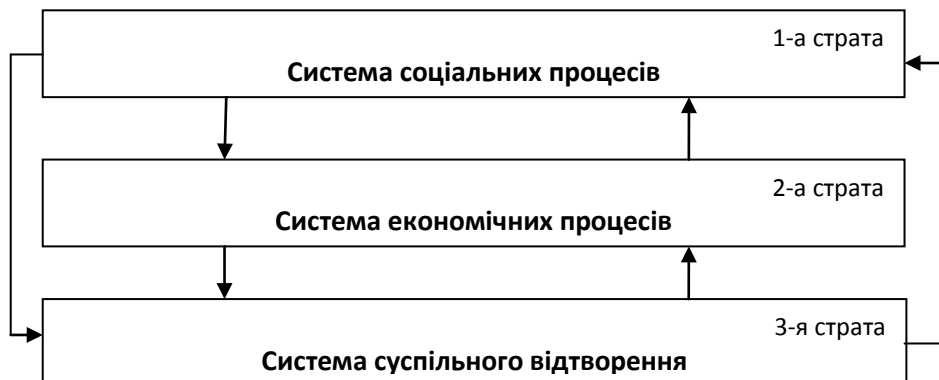 1-а страта
Система соціальних процесів
2-а страта
Система економічних процесів
3-я страта
Система суспільного відтворення